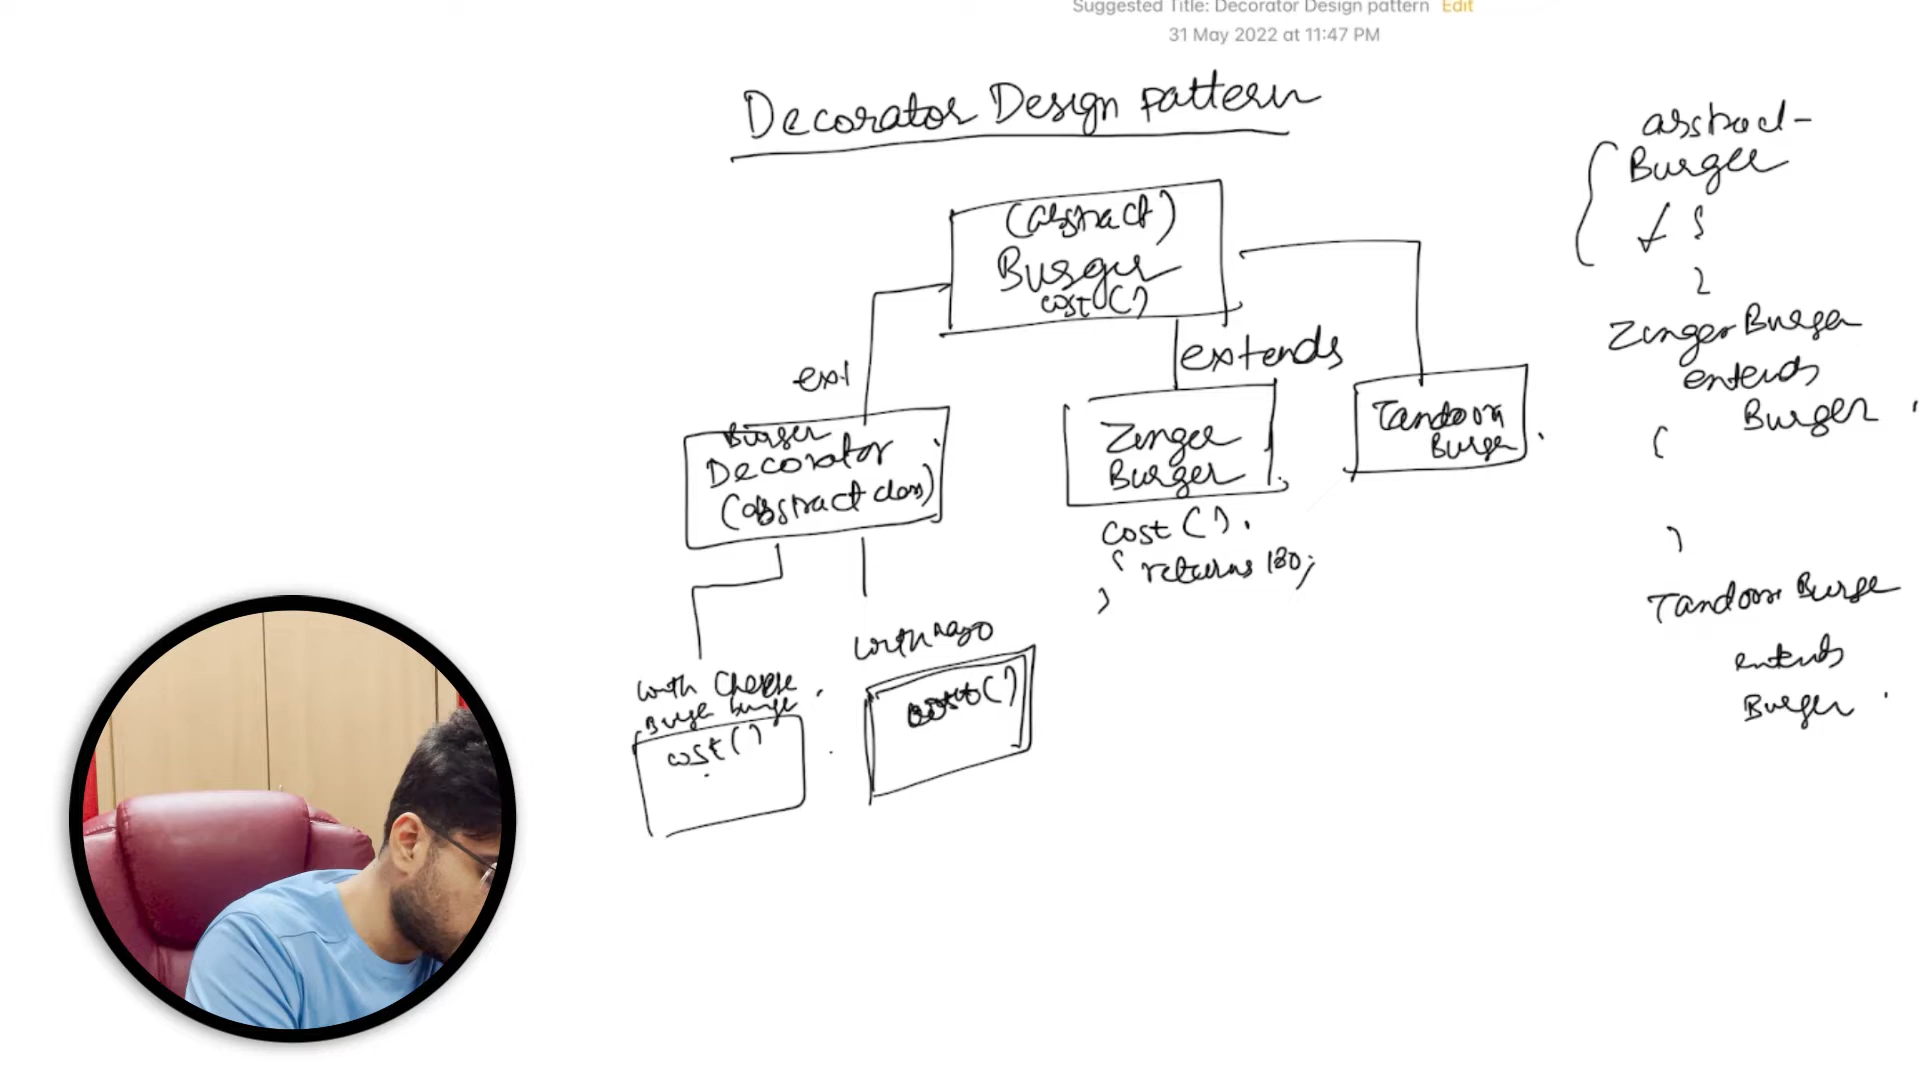 Suggested Title: Decorator Design pattern Edit
31 May 2022 at 11:47 PM
Decorator Design pattern
(abstract)
Burger
cost()
ext
extends
Burger
Decorator
(abstract class)
Zinger
Burger
Tandoori
Burger
cost().
{ returns 180;
}
with Cheese
Burger burger
cost()
with Mayo
cost()
abstract
Burger
{
}
Zinger Burger
extends
Burger
{
}
Tandoori Burge
extends
Burger